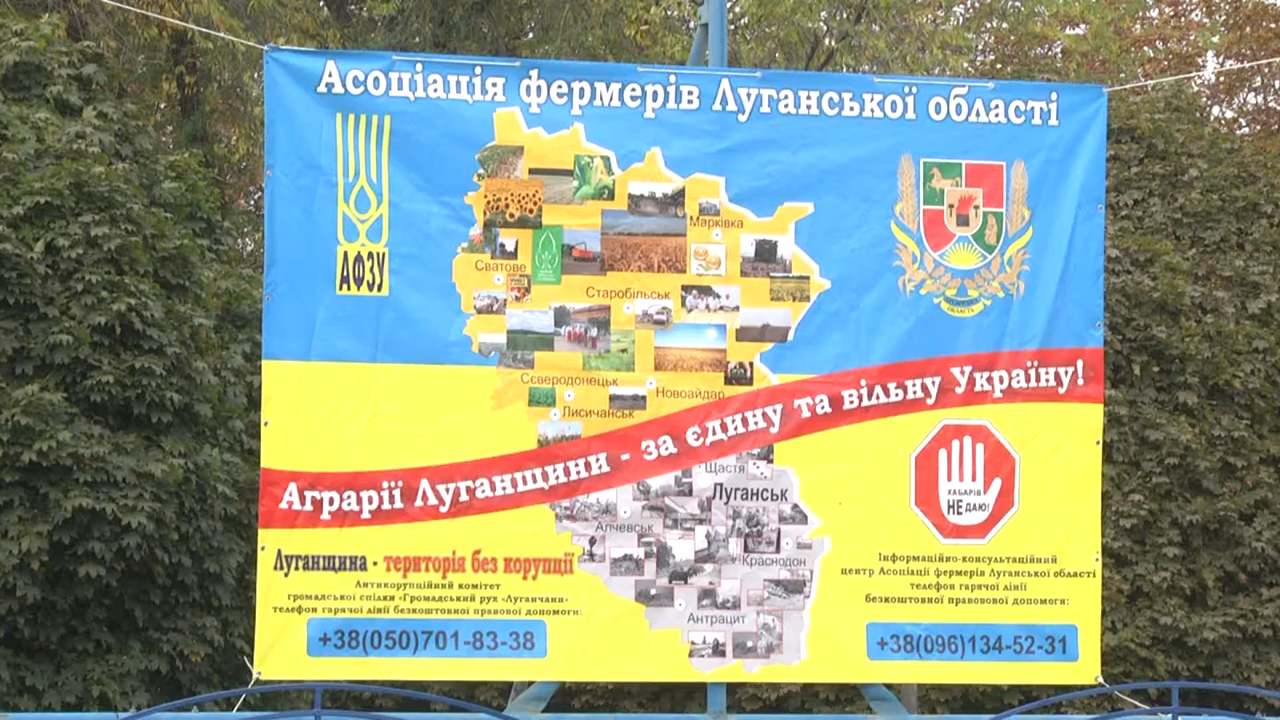 Асоціація фермерів Луганської області
АФЗУ
Марківка
Сватове
Старобільськ
ОБЛАСТЬ
Сєверодонецьк
Новоайдар
Лисичанськ
Аграрії Луганщини - за єдину та вільну Україну!
Щастя
Луганськ
Алчевськ
Краснодон
Антрацит
ХАБАРІВ
НЕ ДАЮ!
Луганщина - територія без корупції
Антикорупційний комітет
громадської спілки «Громадський рух «Луганчани»
телефон гарячої лінії безкоштовної правової допомоги:
+38(050)701-83-38
Інформаційно-консультаційний
центр Асоціації фермерів Луганської області
телефон гарячої лінії
безкоштовної правовової допомоги:
+38(096)134-52-31